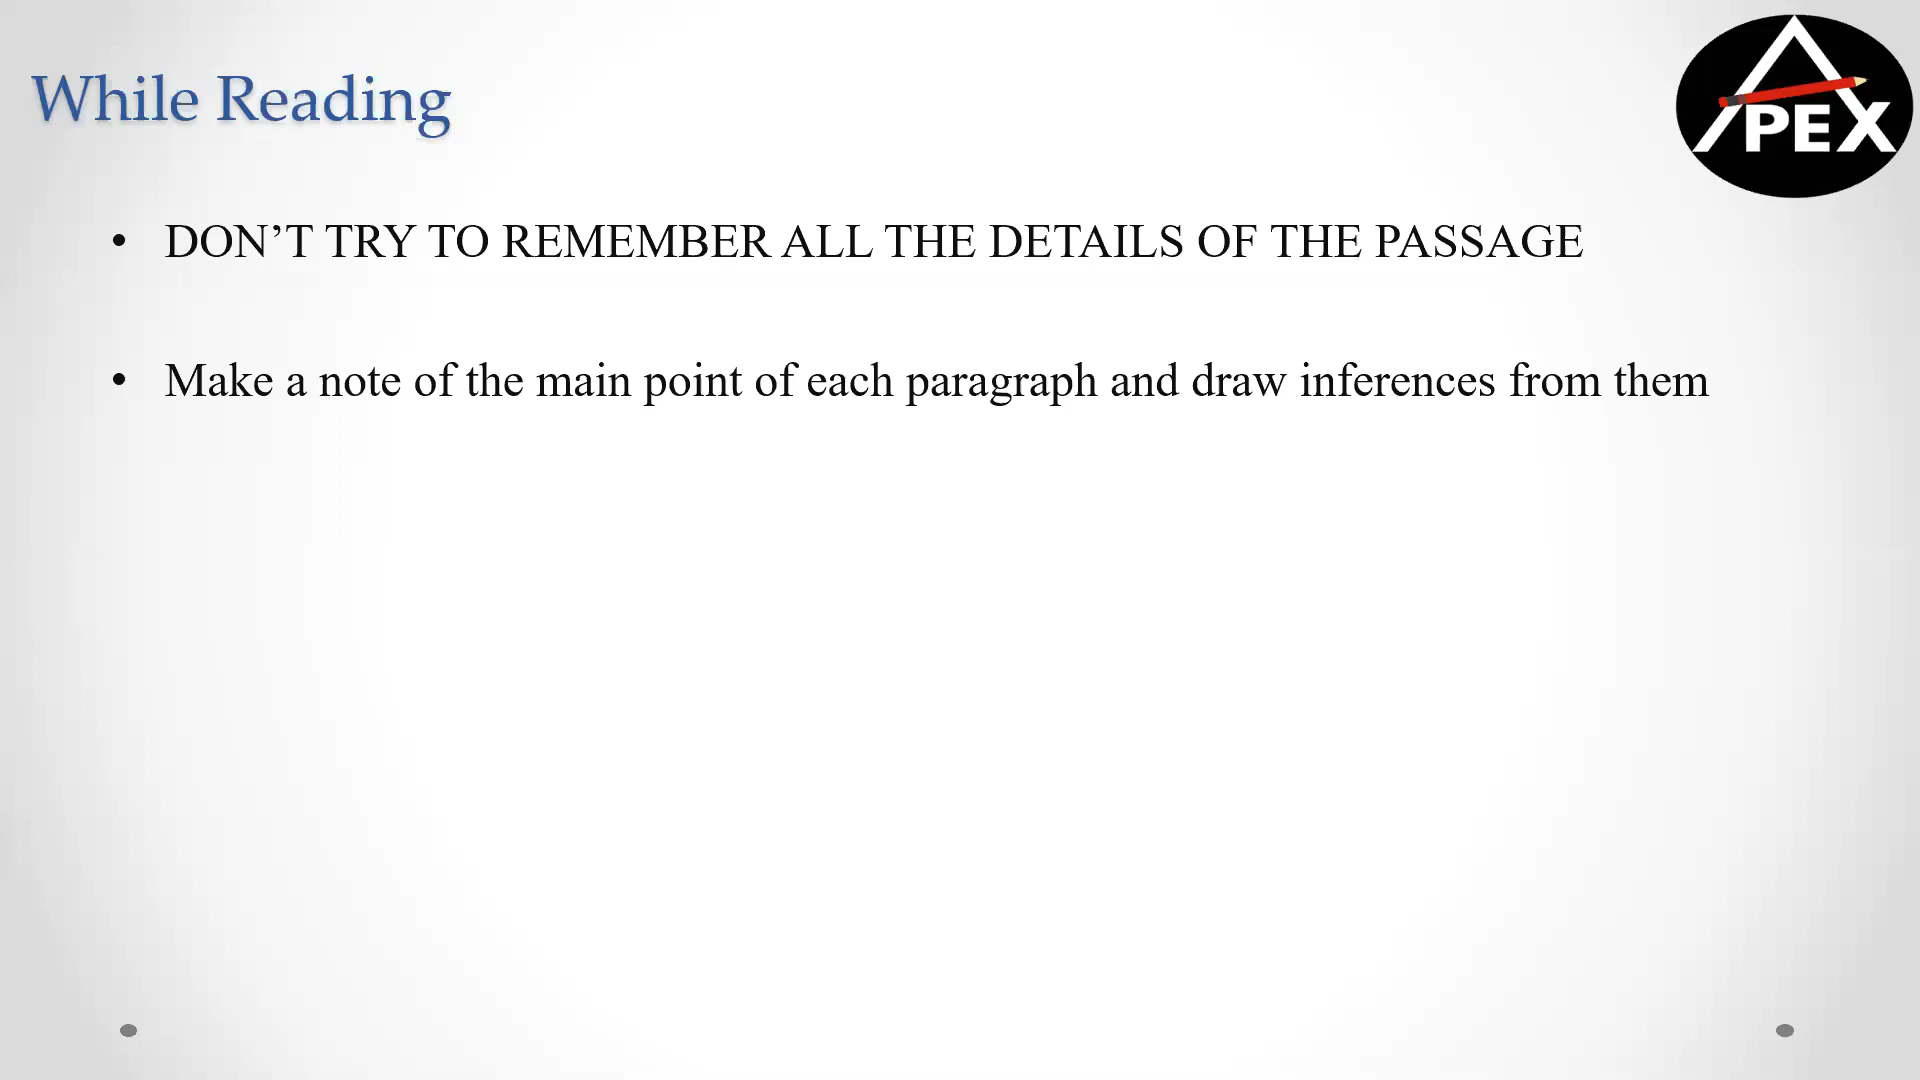 While Reading
APEX
• DON’T TRY TO REMEMBER ALL THE DETAILS OF THE PASSAGE
• Make a note of the main point of each paragraph and draw inferences from them